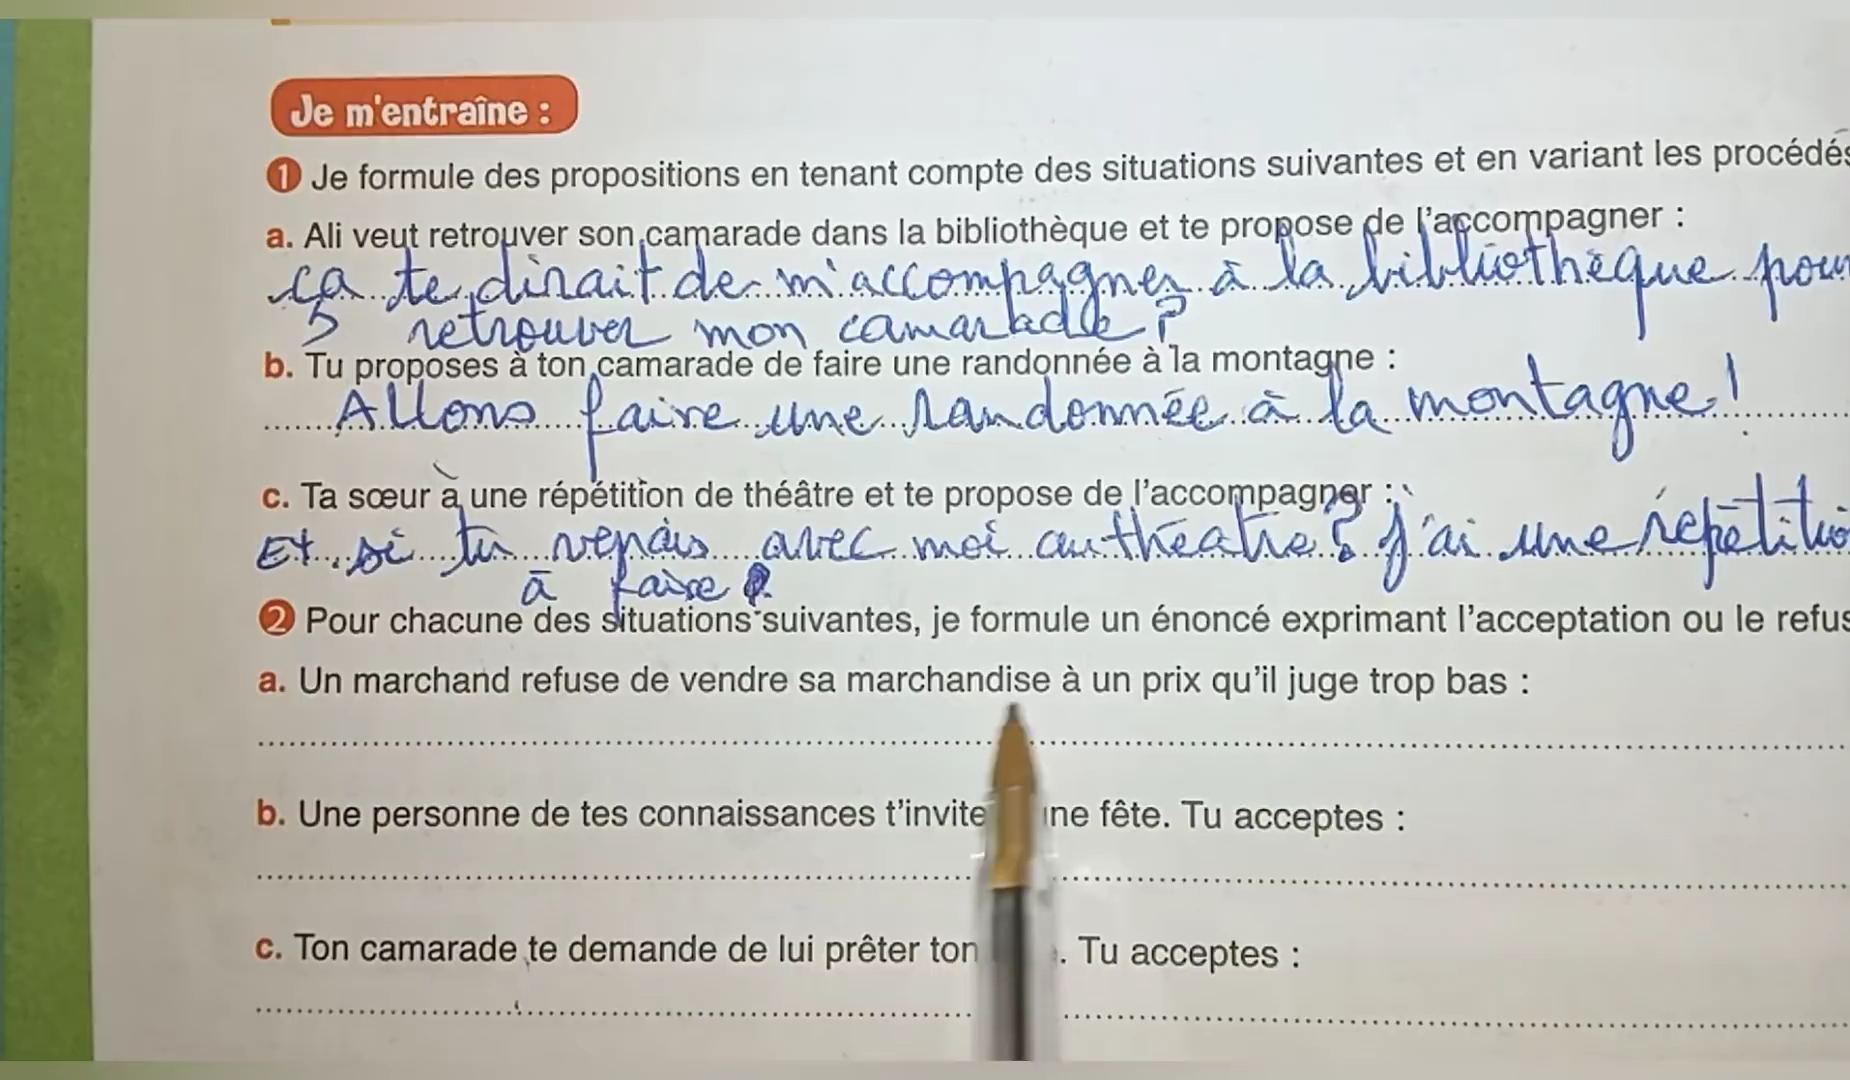 Je m'entraîne :
1 Je formule des propositions en tenant compte des situations suivantes et en variant les procédés
a. Ali veut retrouver son camarade dans la bibliothèque et te propose de l'accompagner :
ça te dirait de m'accompagner à la bibliothèque pour
retrouver mon camarade ?
b. Tu proposes à ton camarade de faire une randonnée à la montagne :
Allons faire une randonnée à la montagne !
c. Ta sœur a une répétition de théâtre et te propose de l'accompagner :
Et si tu venais avec moi au théâtre ? j'ai une répétitio
à faire
2 Pour chacune des situations suivantes, je formule un énoncé exprimant l'acceptation ou le refus
a. Un marchand refuse de vendre sa marchandise à un prix qu'il juge trop bas :
b. Une personne de tes connaissances t'invite ne fête. Tu acceptes :
c. Ton camarade te demande de lui prêter ton . Tu acceptes :